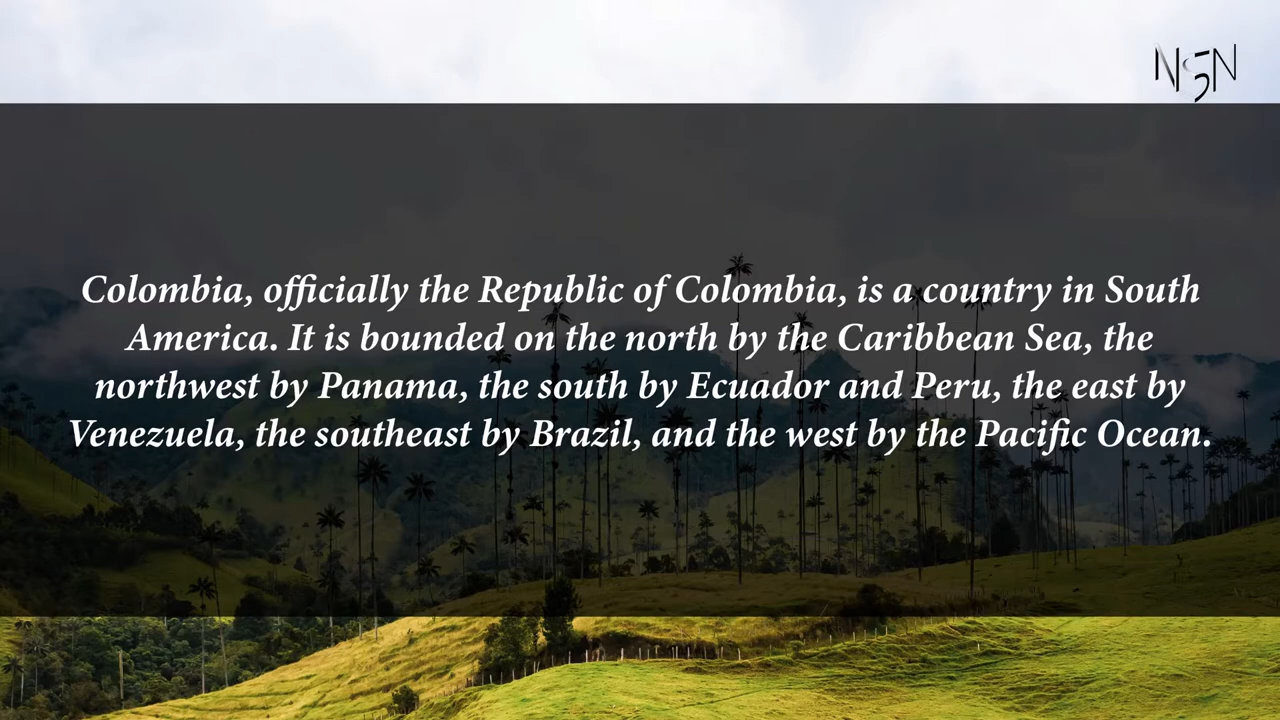 Colombia, officially the Republic of Colombia, is a country in South
America. It is bounded on the north by the Caribbean Sea, the
northwest by Panama, the south by Ecuador and Peru, the east by
Venezuela, the southeast by Brazil, and the west by the Pacific Ocean.